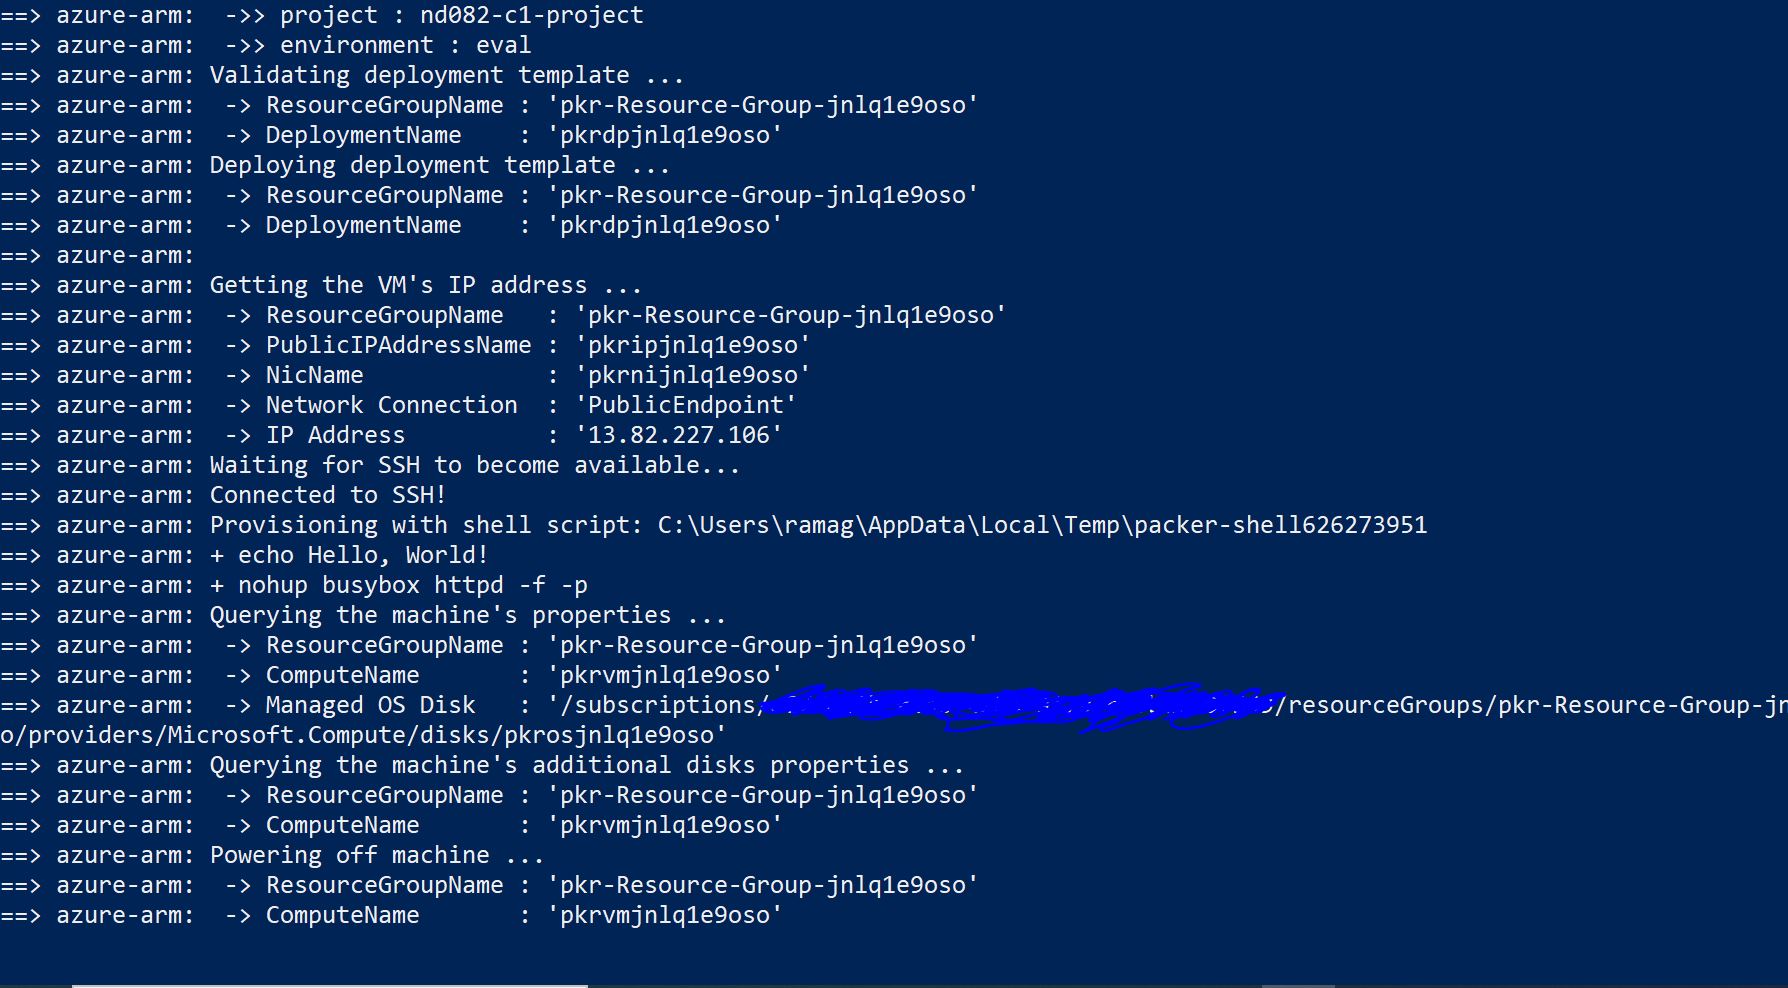 ==> azure-arm:  ->> project : nd082-c1-project
==> azure-arm:  ->> environment : eval
==> azure-arm: Validating deployment template ...
==> azure-arm:  -> ResourceGroupName : 'pkr-Resource-Group-jnlq1e9oso'
==> azure-arm:  -> DeploymentName    : 'pkrdpjnlq1e9oso'
==> azure-arm: Deploying deployment template ...
==> azure-arm:  -> ResourceGroupName : 'pkr-Resource-Group-jnlq1e9oso'
==> azure-arm:  -> DeploymentName    : 'pkrdpjnlq1e9oso'
==> azure-arm:
==> azure-arm: Getting the VM's IP address ...
==> azure-arm:  -> ResourceGroupName   : 'pkr-Resource-Group-jnlq1e9oso'
==> azure-arm:  -> PublicIPAddressName : 'pkripjnlq1e9oso'
==> azure-arm:  -> NicName             : 'pkrnijnlq1e9oso'
==> azure-arm:  -> Network Connection  : 'PublicEndpoint'
==> azure-arm:  -> IP Address          : '13.82.227.106'
==> azure-arm: Waiting for SSH to become available...
==> azure-arm: Connected to SSH!
==> azure-arm: Provisioning with shell script: C:\Users\ramag\AppData\Local\Temp\packer-shell626273951
==> azure-arm: + echo Hello, World!
==> azure-arm: + nohup busybox httpd -f -p
==> azure-arm: Querying the machine's properties ...
==> azure-arm:  -> ResourceGroupName : 'pkr-Resource-Group-jnlq1e9oso'
==> azure-arm:  -> ComputeName       : 'pkrvmjnlq1e9oso'
==> azure-arm:  -> Managed OS Disk   : '/subscriptions/ /resourceGroups/pkr-Resource-Group-jn
o/providers/Microsoft.Compute/disks/pkrosjnlq1e9oso'
==> azure-arm: Querying the machine's additional disks properties ...
==> azure-arm:  -> ResourceGroupName : 'pkr-Resource-Group-jnlq1e9oso'
==> azure-arm:  -> ComputeName       : 'pkrvmjnlq1e9oso'
==> azure-arm: Powering off machine ...
==> azure-arm:  -> ResourceGroupName : 'pkr-Resource-Group-jnlq1e9oso'
==> azure-arm:  -> ComputeName       : 'pkrvmjnlq1e9oso'